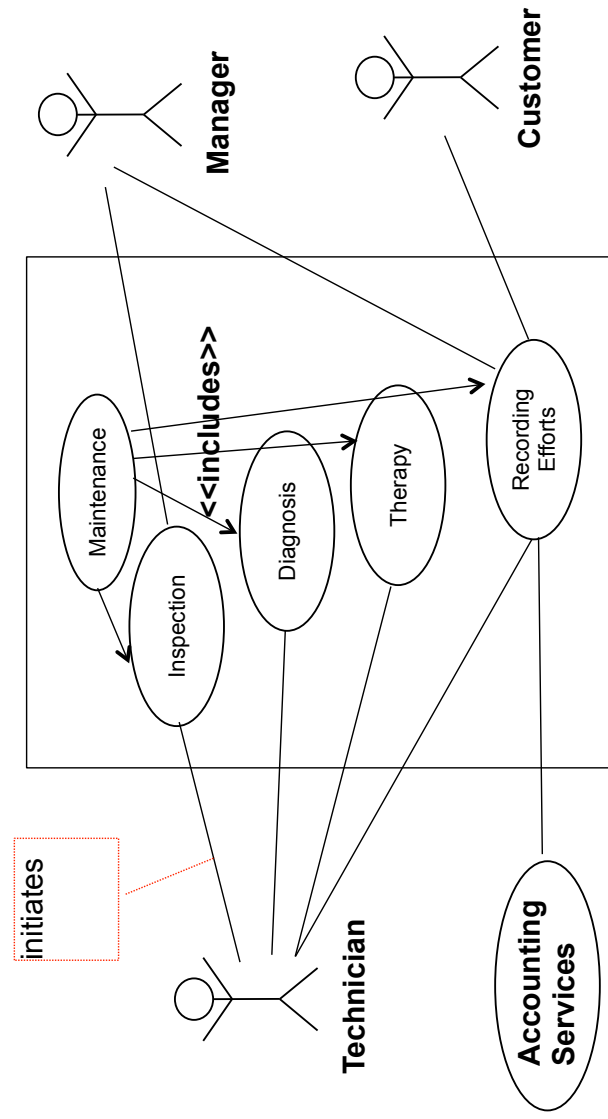 initiates
Technician
Accounting
Services
Maintenance
Inspection
<<includes>>
Diagnosis
Therapy
Recording
Efforts
Manager
Customer